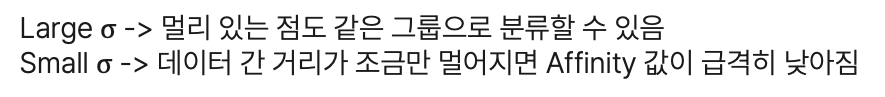 Large σ -> 멀리 있는 점도 같은 그룹으로 분류할 수 있음
Small σ -> 데이터 간 거리가 조금만 멀어지면 Affinity 값이 급격히 낮아짐